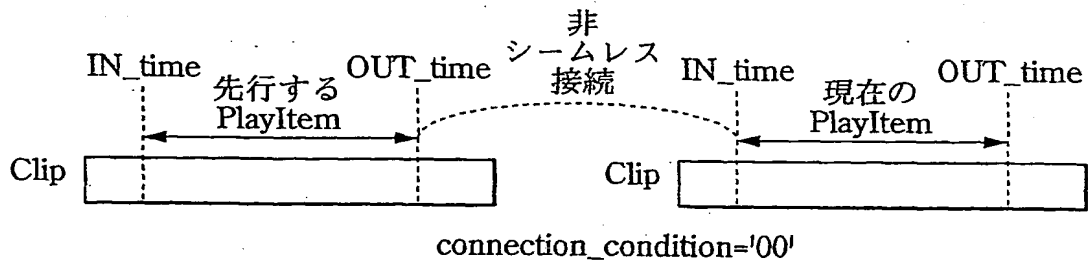 非
シームレス
接続
IN_time
OUT_time
IN_time
OUT_time
先行する
PlayItem
現在の
PlayItem
Clip
Clip
connection_condition='00'